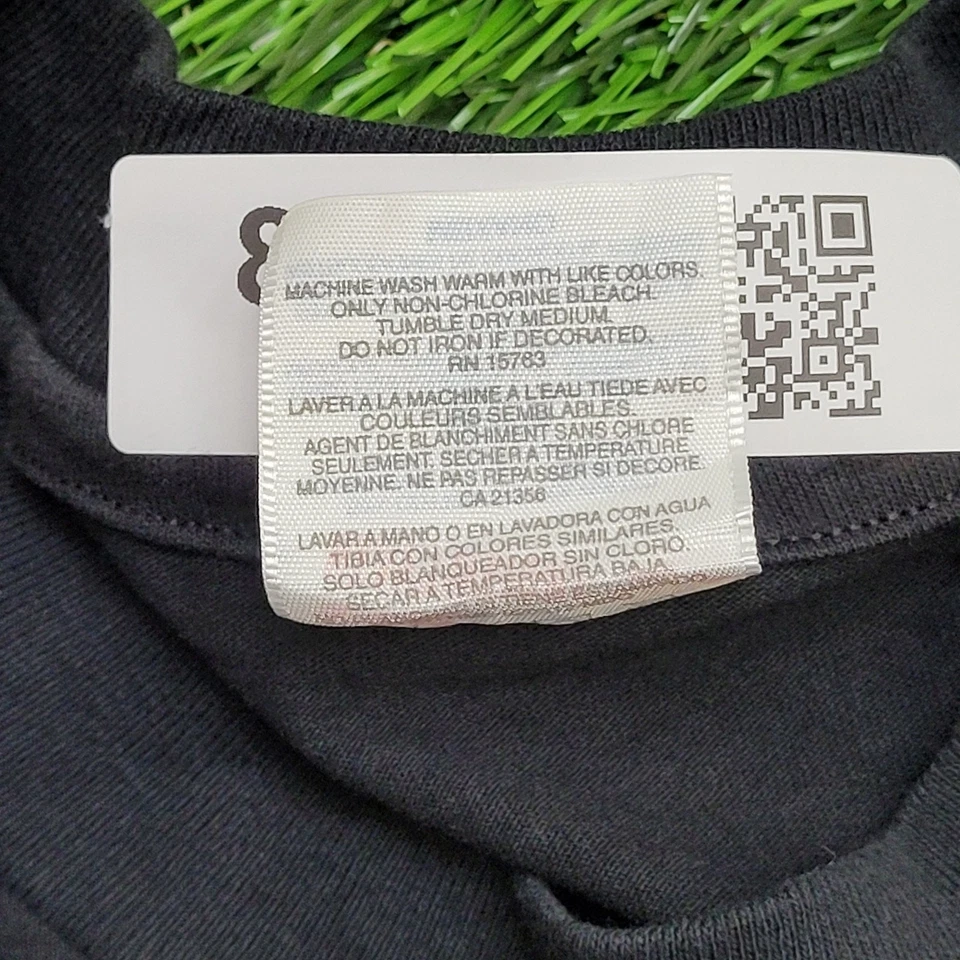 8
MACHINE WASH WARM WITH LIKE COLORS.
ONLY NON-CHLORINE BLEACH.
TUMBLE DRY MEDIUM.
DO NOT IRON IF DECORATED.
RN 15763
LAVER A LA MACHINE A L'EAU TIEDE AVEC
COULEURS SEMBLABLES.
AGENT DE BLANCHIMENT SANS CHLORE
SEULEMENT. SECHER A TEMPERATURE
MOYENNE. NE PAS REPASSER SI DECORE.
CA 21356
LAVAR A MANO O EN LAVADORA CON AGUA
TIBIA CON COLORES SIMILARES.
SOLO BLANQUEADOR SIN CLORO.
SECAR A TEMPERATURA BAJA.